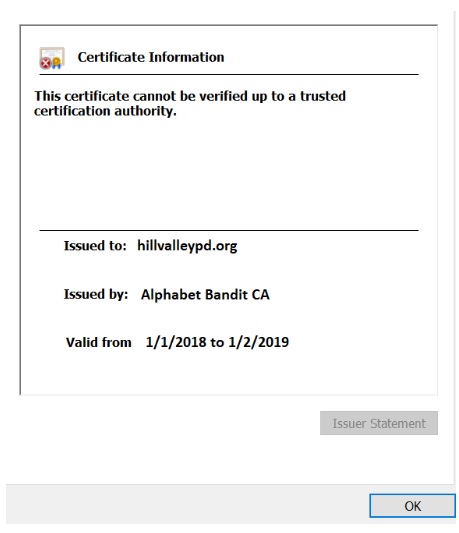 Certificate Information
This certificate cannot be verified up to a trusted
certification authority.
Issued to: hillvalleypd.org
Issued by: Alphabet Bandit CA
Valid from 1/1/2018 to 1/2/2019
Issuer Statement
OK